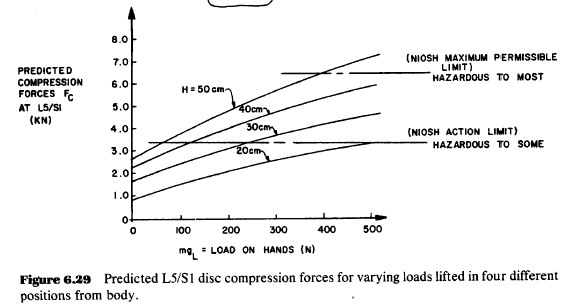 PREDICTED
COMPRESSION
FORCES FC
AT L5/S1
(KN)
8.0
7.0
6.0
5.0
4.0
3.0
2.0
1.0
0
H = 50 cm
40cm
30cm
20cm
(NIOSH MAXIMUM PERMISSIBLE
LIMIT)
HAZARDOUS TO MOST
(NIOSH ACTION LIMIT)
HAZARDOUS TO SOME
0 100 200 300 400 500
mgL = LOAD ON HANDS (N)
Figure 6.29 Predicted L5/S1 disc compression forces for varying loads lifted in four different
positions from body.